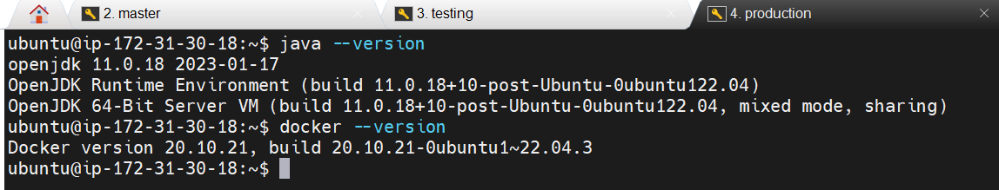 2. master
3. testing
4. production
ubuntu@ip-172-31-30-18:~$ java --version
openjdk 11.0.18 2023-01-17
OpenJDK Runtime Environment (build 11.0.18+10-post-Ubuntu-0ubuntu122.04)
OpenJDK 64-Bit Server VM (build 11.0.18+10-post-Ubuntu-0ubuntu122.04, mixed mode, sharing)
ubuntu@ip-172-31-30-18:~$ docker --version
Docker version 20.10.21, build 20.10.21-0ubuntu1~22.04.3
ubuntu@ip-172-31-30-18:~$